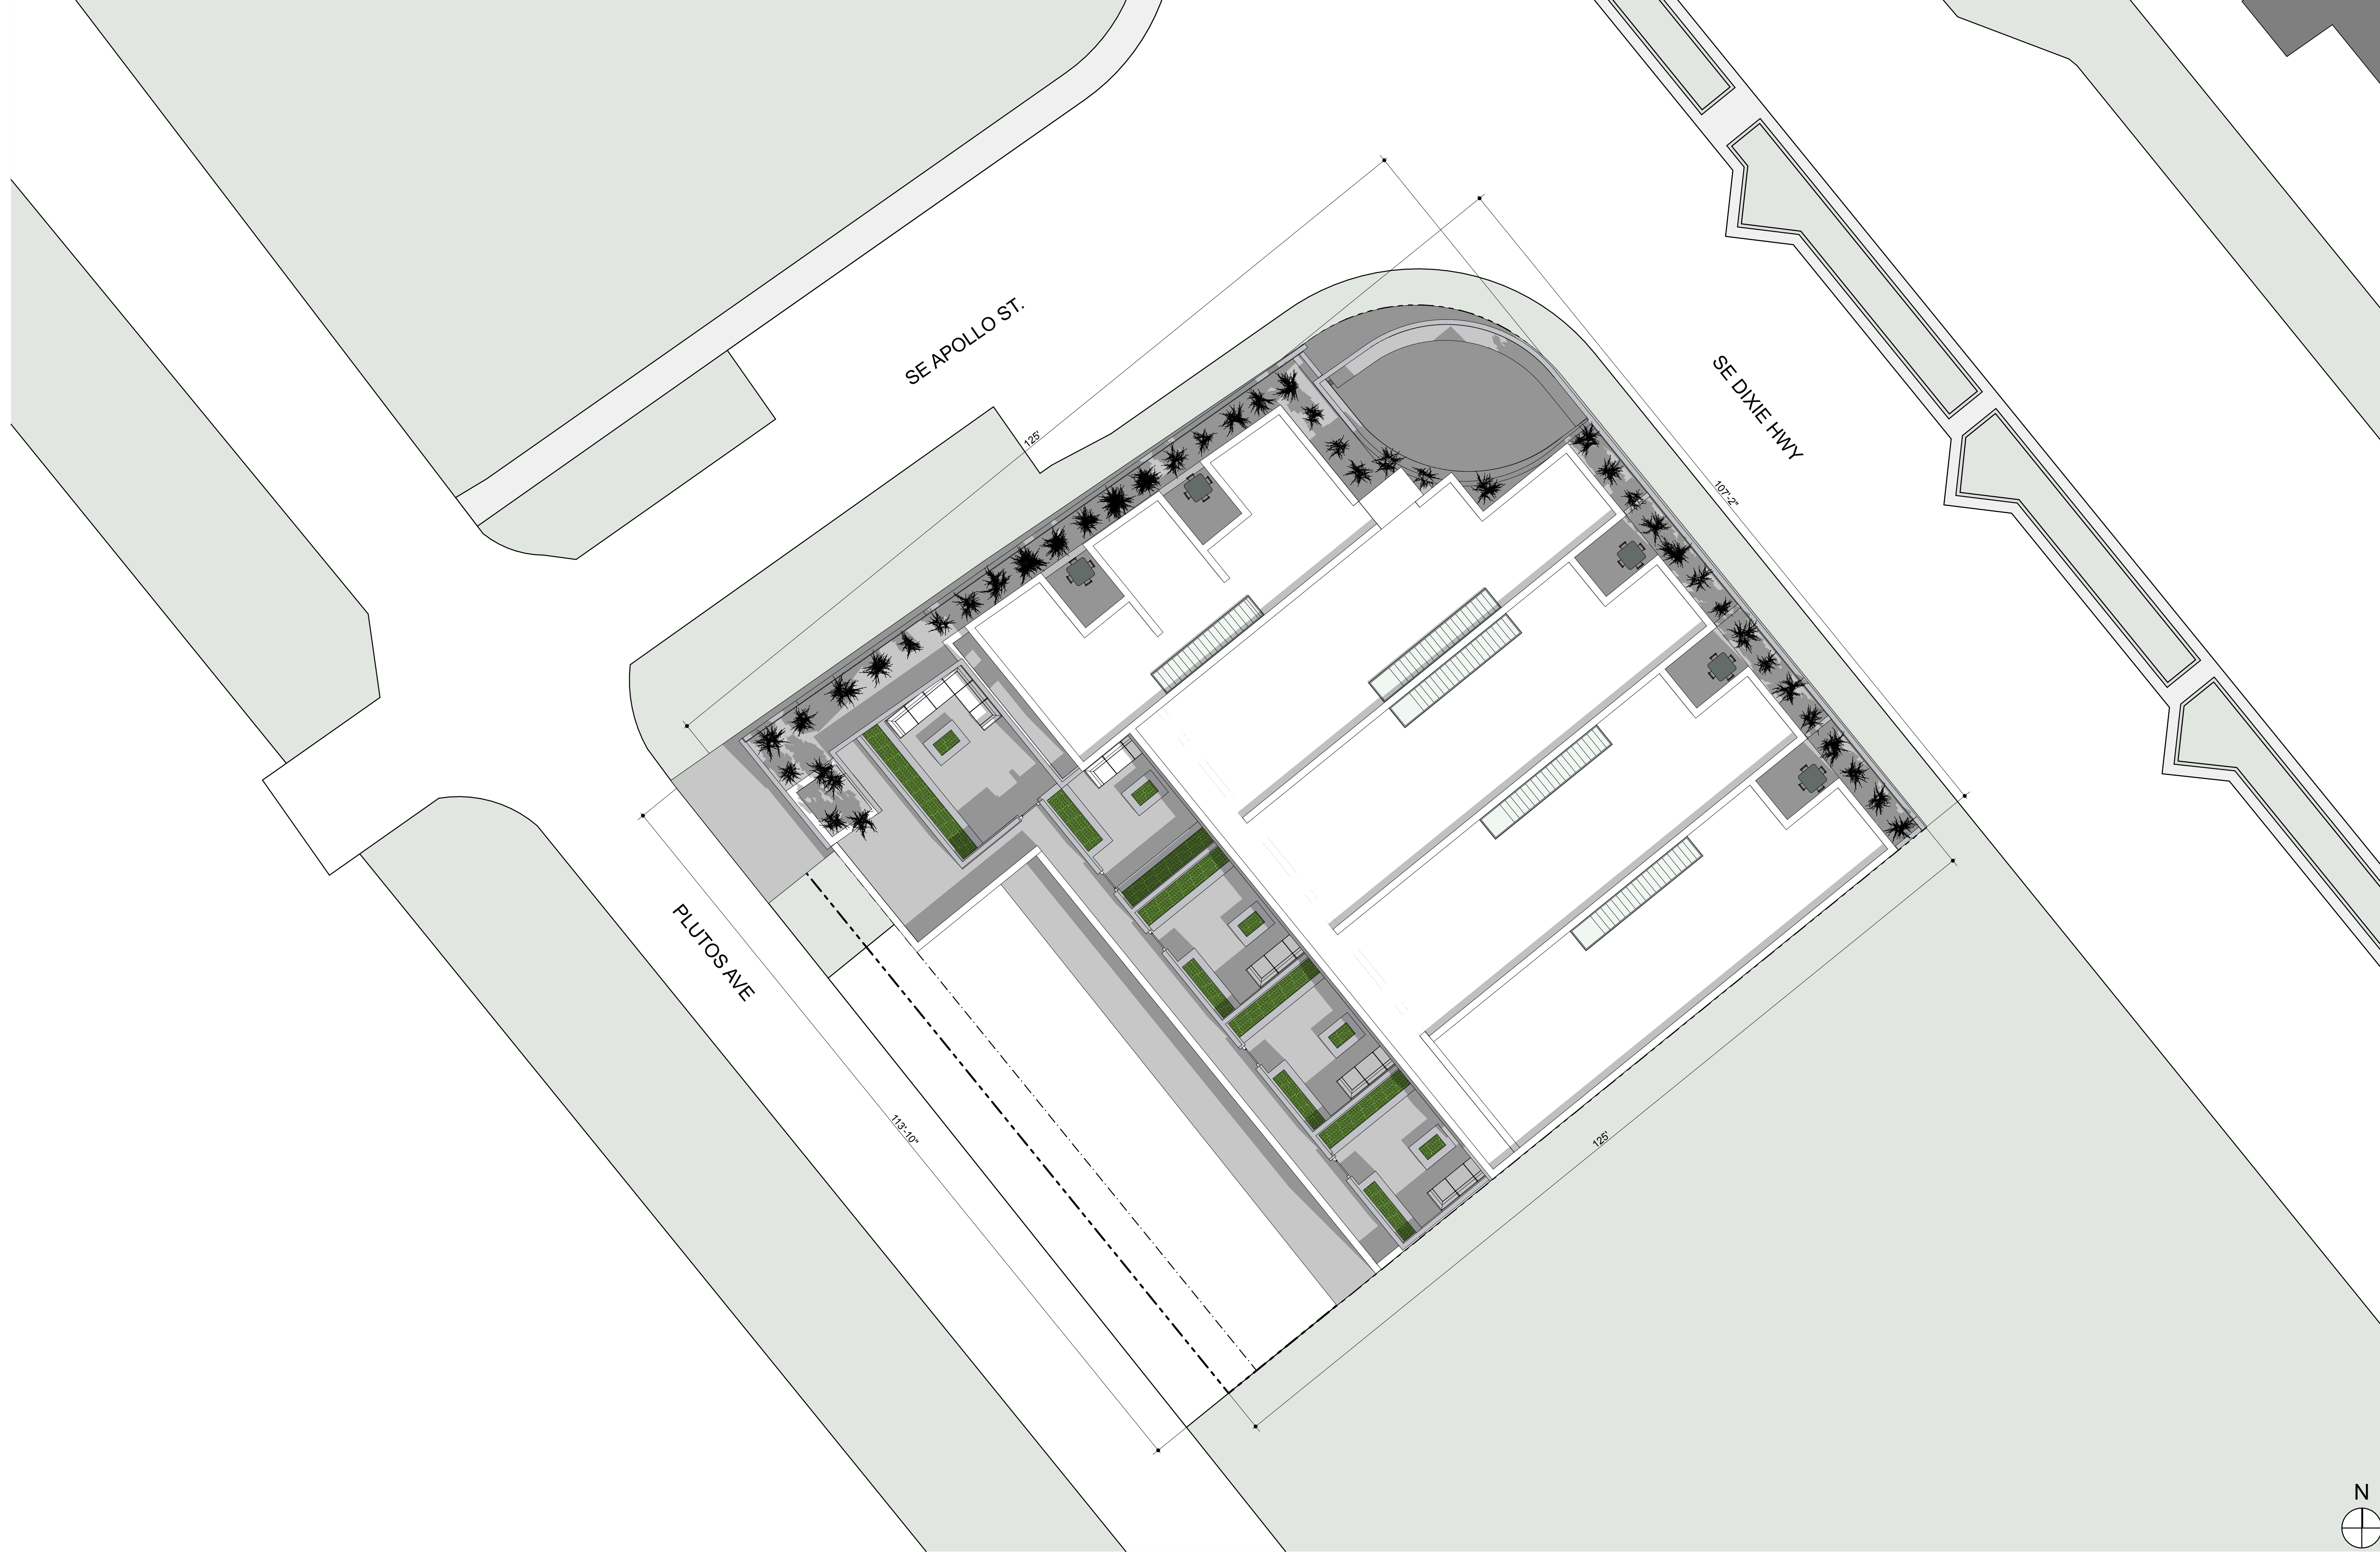 SE APOLLO ST.
125'
SE DIXIE HWY
107'-2"
PLUTOS AVE
113'-10"
125'
N